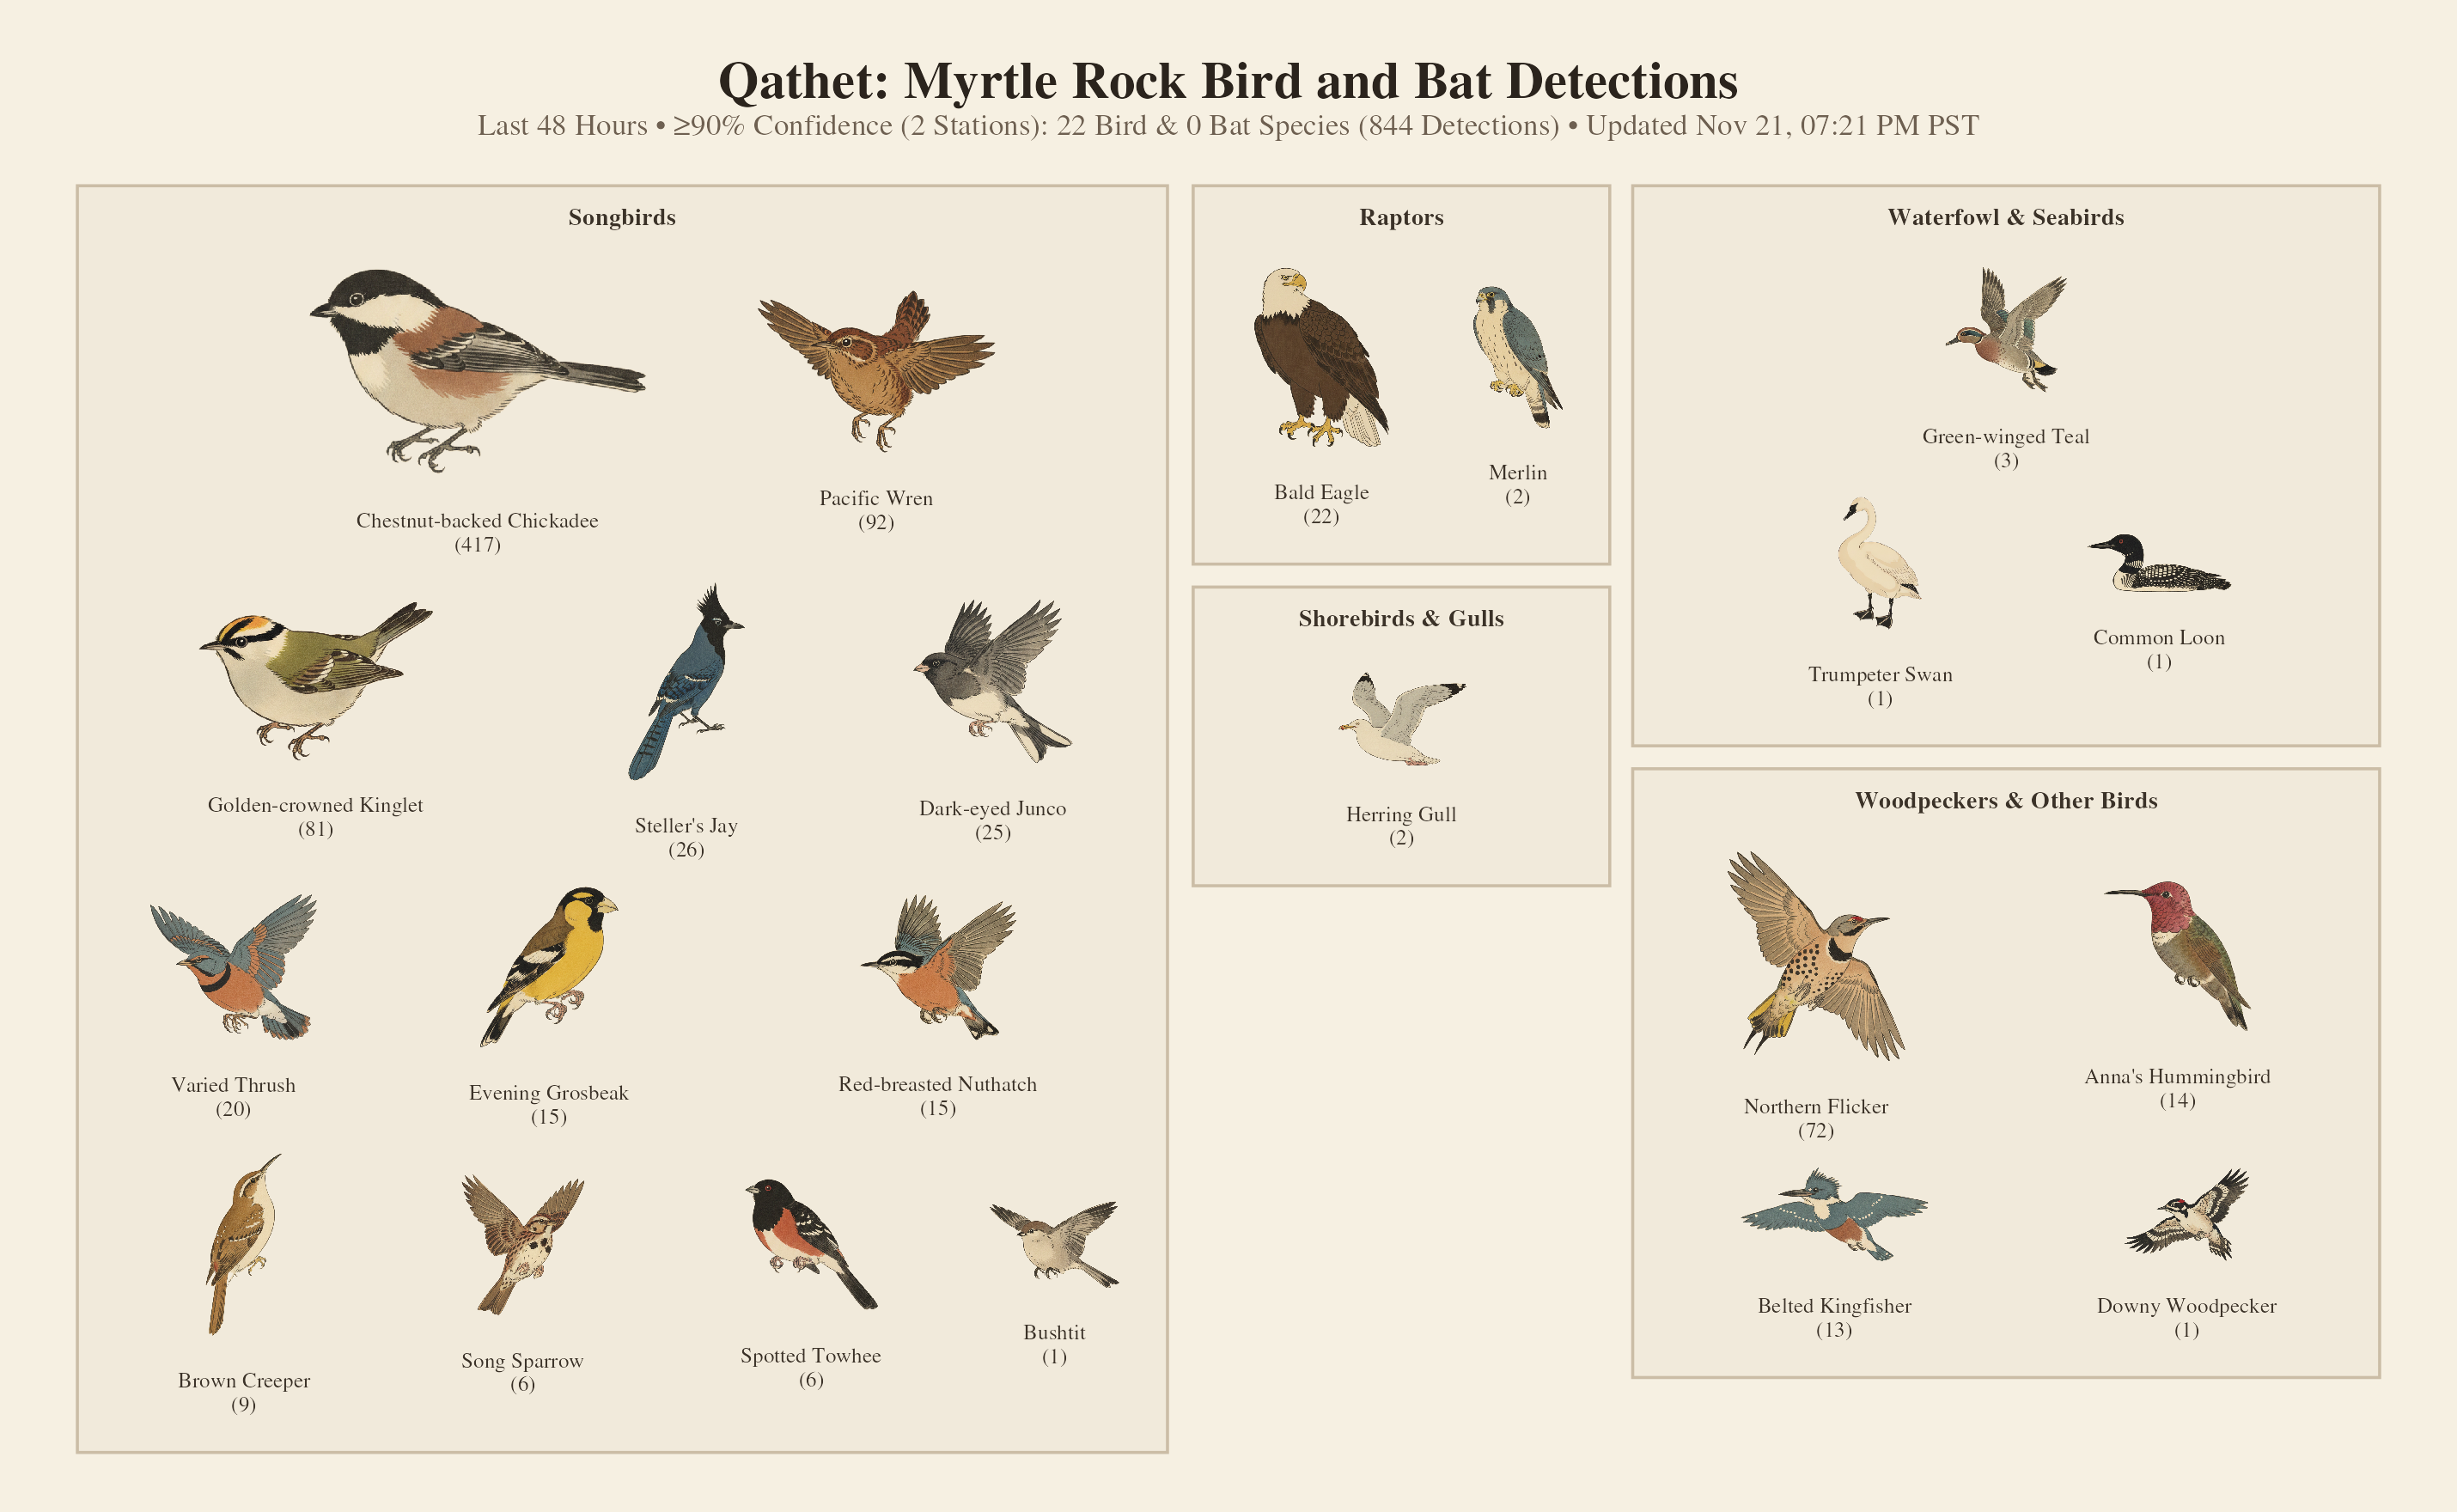 Qathet: Myrtle Rock Bird and Bat Detections
Last 48 Hours • ≥90% Confidence (2 Stations): 22 Bird & 0 Bat Species (844 Detections) • Updated Nov 21, 07:21 PM PST
Songbirds
Chestnut-backed Chickadee
(417)
Pacific Wren
(92)
Golden-crowned Kinglet
(81)
Steller's Jay
(26)
Dark-eyed Junco
(25)
Varied Thrush
(20)
Evening Grosbeak
(15)
Red-breasted Nuthatch
(15)
Brown Creeper
(9)
Song Sparrow
(6)
Spotted Towhee
(6)
Bushtit
(1)
Raptors
Bald Eagle
(22)
Merlin
(2)
Shorebirds & Gulls
Herring Gull
(2)
Waterfowl & Seabirds
Green-winged Teal
(3)
Trumpeter Swan
(1)
Common Loon
(1)
Woodpeckers & Other Birds
Northern Flicker
(72)
Anna's Hummingbird
(14)
Belted Kingfisher
(13)
Downy Woodpecker
(1)